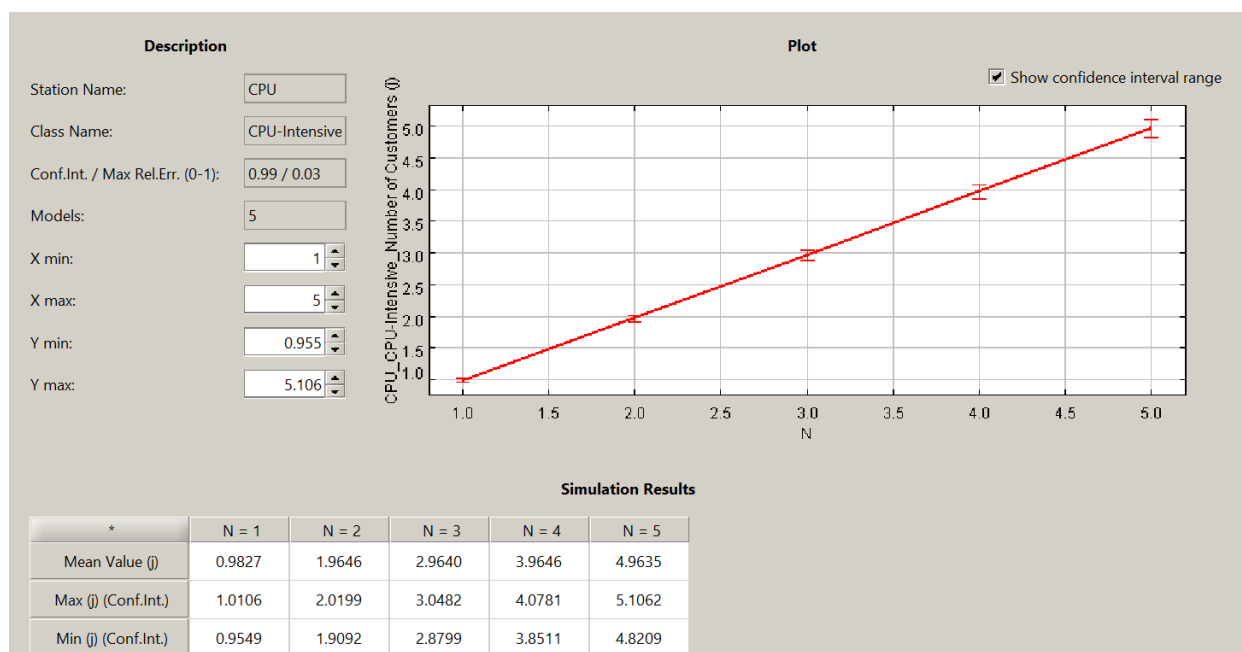 Description
Station Name: CPU
Class Name: CPU-Intensive
Conf.Int. / Max Rel.Err. (0-1): 0.99 / 0.03
Models: 5
X min: 1
X max: 5
Y min: 0.955
Y max: 5.106
Plot
Show confidence interval range
CPU_CPU-Intensive_Number of Customers (j)
5.0
4.5
4.0
3.5
3.0
2.5
2.0
1.5
1.0
1.0 1.5 2.0 2.5 3.0 3.5 4.0 4.5 5.0
N
Simulation Results
* N = 1 N = 2 N = 3 N = 4 N = 5
Mean Value (j) 0.9827 1.9646 2.9640 3.9646 4.9635
Max (j) (Conf.Int.) 1.0106 2.0199 3.0482 4.0781 5.1062
Min (j) (Conf.Int.) 0.9549 1.9092 2.8799 3.8511 4.8209